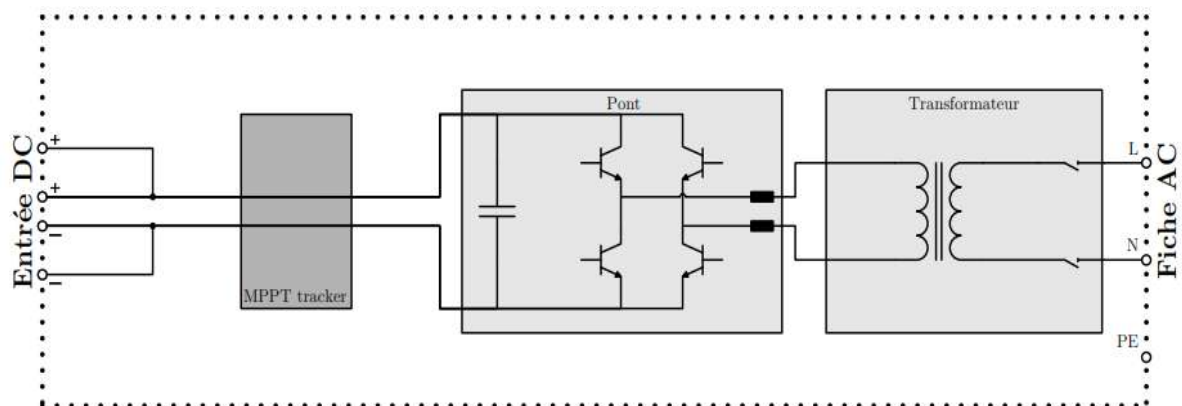 Entrée DC
+
+
−
−
MPPT tracker
Pont
Transformateur
L
N
PE
Fiche AC